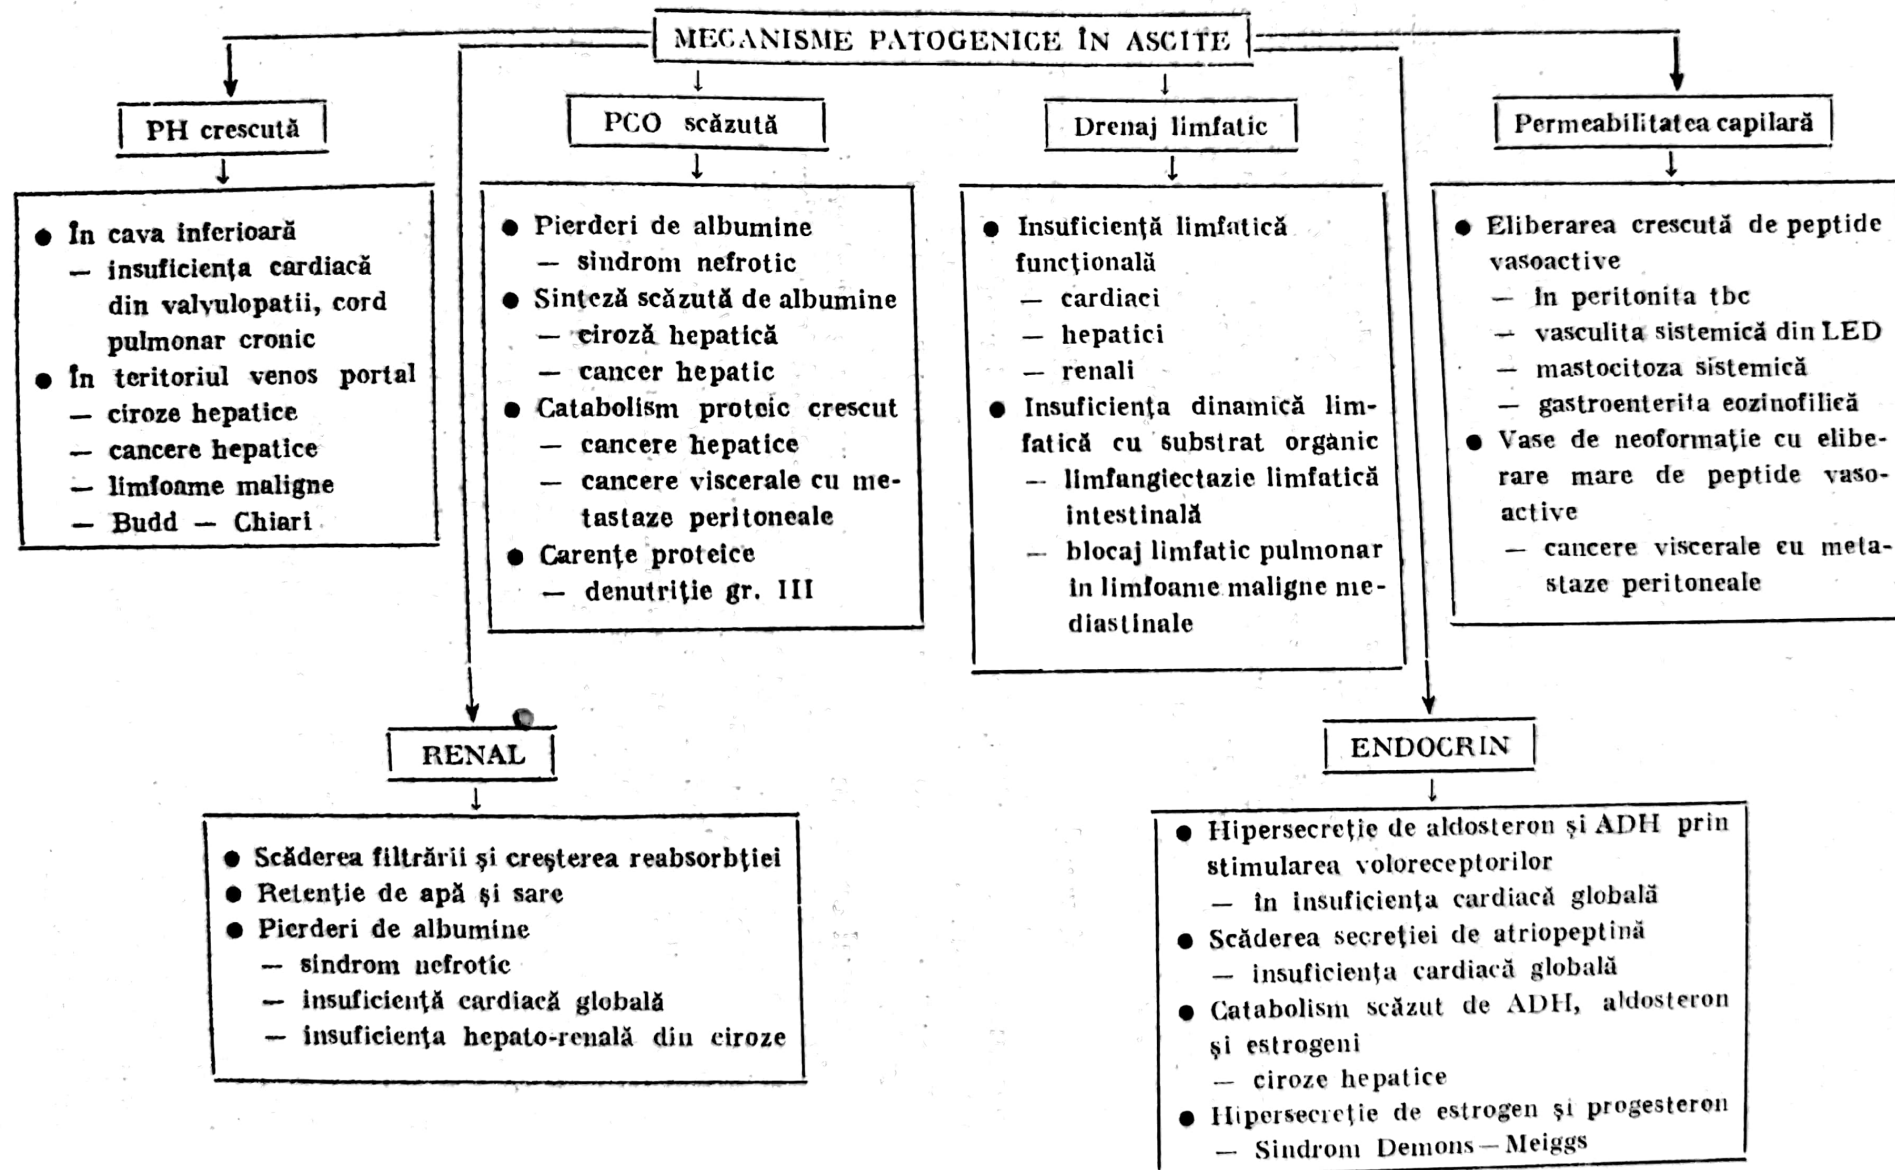 MECANISME PATOGENICE ÎN ASCITE
PH crescută
În cava inferioară
— insuficiența cardiacă
din valvulopatii, cord
pulmonar cronic
În teritoriul venos portal
— ciroze hepatice
— cancere hepatice
— limfoame maligne
— Budd — Chiari
PCO scăzută
Pierderi de albumine
— sindrom nefrotic
Sinteză scăzută de albumine
— ciroză hepatică
— cancer hepatic
Catabolism proteic crescut
— cancere hepatice
— cancere viscerale cu me-
tastaze peritoneale
Carențe proteice
— denutriție gr. III
Drenaj limfatic
Insuficiență limfatică
funcțională
— cardiaci
— hepatici
— renali
Insuficiența dinamică lim-
fatică cu substrat organic
— limfangiectazie limfatică
intestinală
— blocaj limfatic pulmonar
în limfoame maligne me-
diastinale
Permeabilitatea capilară
Eliberarea crescută de peptide
vasoactive
— în peritonita tbc
— vasculita sistemică din LED
— mastocitoza sistemică
— gastroenterita eozinofilică
Vase de neoformație cu elibe-
rare mare de peptide vaso-
active
— cancere viscerale cu meta-
staze peritoneale
RENAL
Scăderea filtrării și creșterea reabsorbției
Retenție de apă și sare
Pierderi de albumine
— sindrom nefrotic
— insuficiență cardiacă globală
— insuficiența hepato-renală din ciroze
ENDOCRIN
Hipersecreție de aldosteron și ADH prin
stimularea voloreceptorilor
— în insuficiența cardiacă globală
Scăderea secreției de atriopeptină
— insuficiența cardiacă globală
Catabolism scăzut de ADH, aldosteron
și estrogeni
— ciroze hepatice
Hipersecreție de estrogen și progesteron
— Sindrom Demons — Meiggs